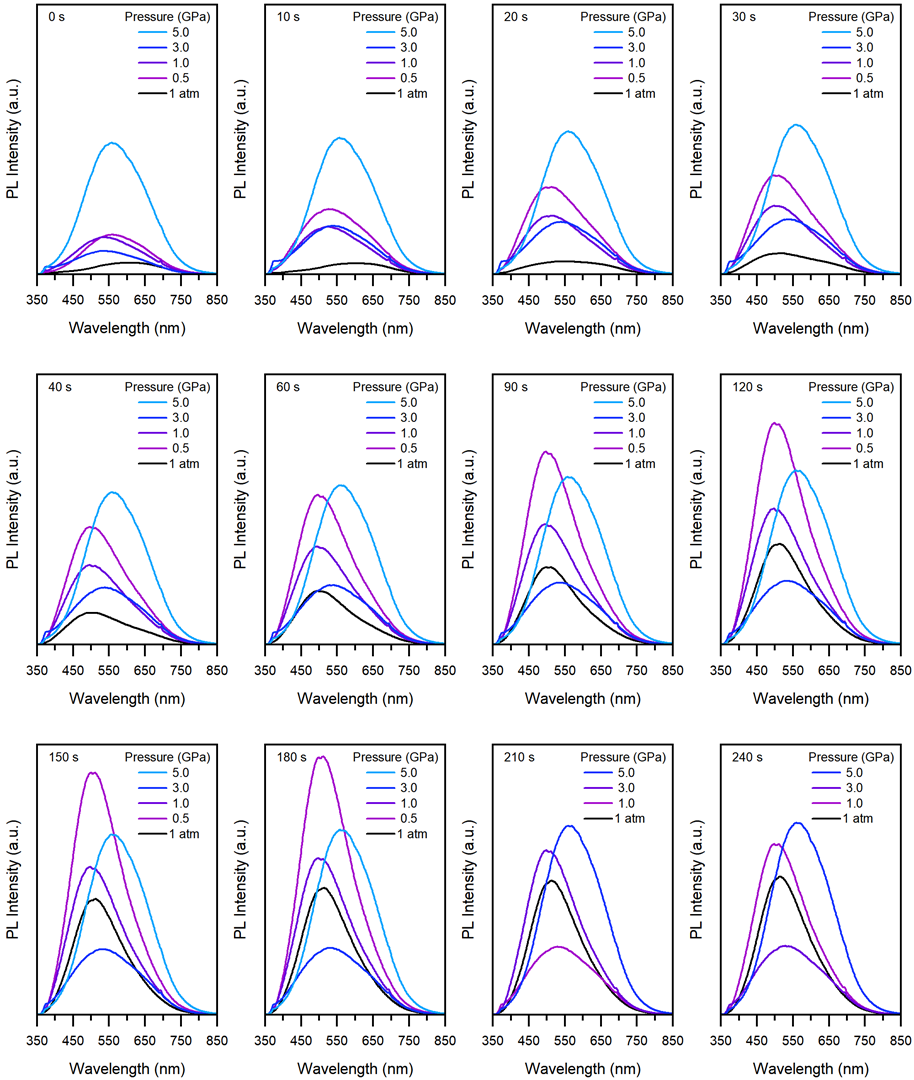 0 s Pressure (GPa)
5.0
3.0
1.0
0.5
1 atm
PL Intensity (a.u.)
350 450 550 650 750 850
Wavelength (nm)
10 s Pressure (GPa)
5.0
3.0
1.0
0.5
1 atm
PL Intensity (a.u.)
350 450 550 650 750 850
Wavelength (nm)
20 s Pressure (GPa)
5.0
3.0
1.0
0.5
1 atm
PL Intensity (a.u.)
350 450 550 650 750 850
Wavelength (nm)
30 s Pressure (GPa)
5.0
3.0
1.0
0.5
1 atm
PL Intensity (a.u.)
350 450 550 650 750 850
Wavelength (nm)
40 s Pressure (GPa)
5.0
3.0
1.0
0.5
1 atm
PL Intensity (a.u.)
350 450 550 650 750 850
Wavelength (nm)
60 s Pressure (GPa)
5.0
3.0
1.0
0.5
1 atm
PL Intensity (a.u.)
350 450 550 650 750 850
Wavelength (nm)
90 s Pressure (GPa)
5.0
3.0
1.0
0.5
1 atm
PL Intensity (a.u.)
350 450 550 650 750 850
Wavelength (nm)
120 s Pressure (GPa)
5.0
3.0
1.0
0.5
1 atm
PL Intensity (a.u.)
350 450 550 650 750 850
Wavelength (nm)
150 s Pressure (GPa)
5.0
3.0
1.0
0.5
1 atm
PL Intensity (a.u.)
350 450 550 650 750 850
Wavelength (nm)
180 s Pressure (GPa)
5.0
3.0
1.0
0.5
1 atm
PL Intensity (a.u.)
350 450 550 650 750 850
Wavelength (nm)
210 s Pressure (GPa)
5.0
3.0
1.0
1 atm
PL Intensity (a.u.)
350 450 550 650 750 850
Wavelength (nm)
240 s Pressure (GPa)
5.0
3.0
1.0
1 atm
PL Intensity (a.u.)
350 450 550 650 750 850
Wavelength (nm)